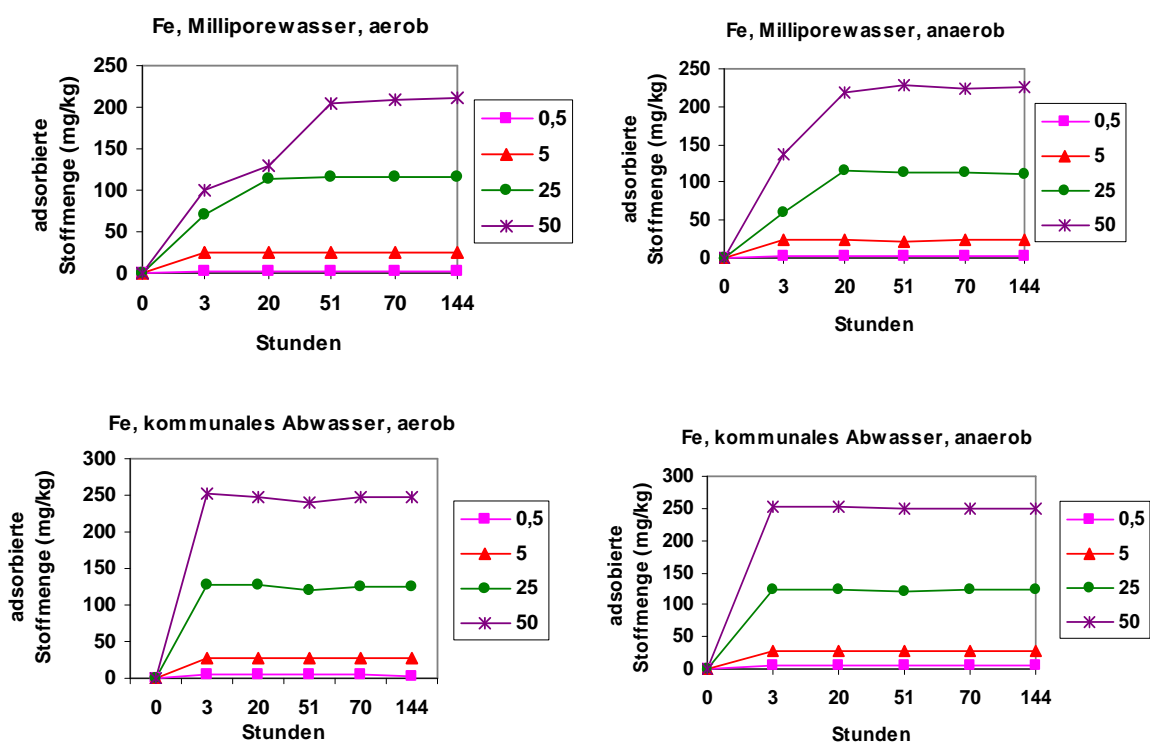 Fe, Milliporewasser, aerob
adsorbierte
Stoffmenge (mg/kg)
250
200
150
100
50
0
0 3 20 51 70 144
Stunden
0,5
5
25
50
Fe, Milliporewasser, anaerob
adsorbierte
Stoffmenge (mg/kg)
250
200
150
100
50
0
0 3 20 51 70 144
Stunden
0,5
5
25
50
Fe, kommunales Abwasser, aerob
adsorbierte
Stoffmenge (mg/kg)
300
250
200
150
100
50
0
0 3 20 51 70 144
Stunden
0,5
5
25
50
Fe, kommunales Abwasser, anaerob
adsobierte
Stoffmenge (mg/kg)
300
250
200
150
100
50
0
0 3 20 51 70 144
Stunden
0,5
5
25
50